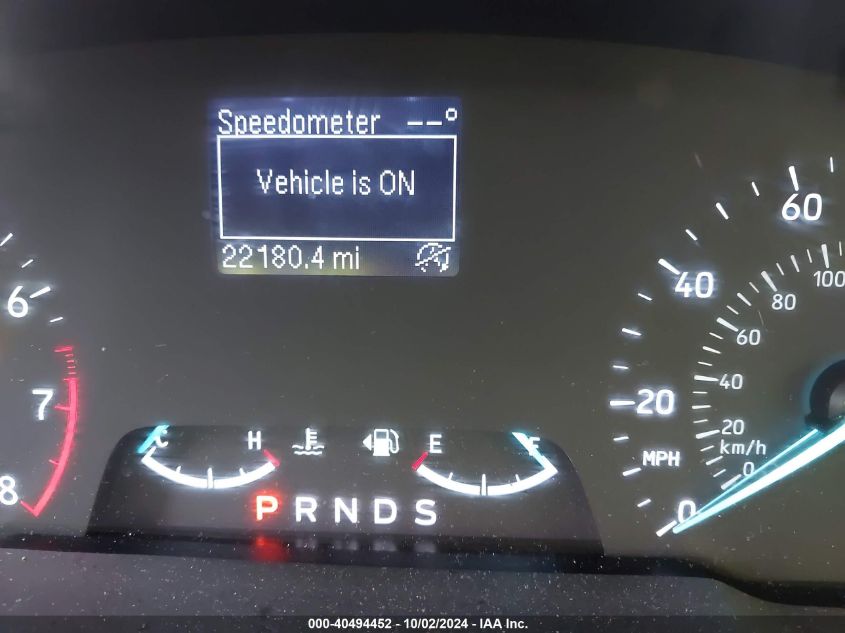 Speedometer --°
Vehicle is ON
22180.4 mi
6
7
8
C H
E F
P R N D S
60
40
20
MPH
0
100
80
60
40
20
km/h
0
000-40494452 - 10/02/2024 - IAA Inc.